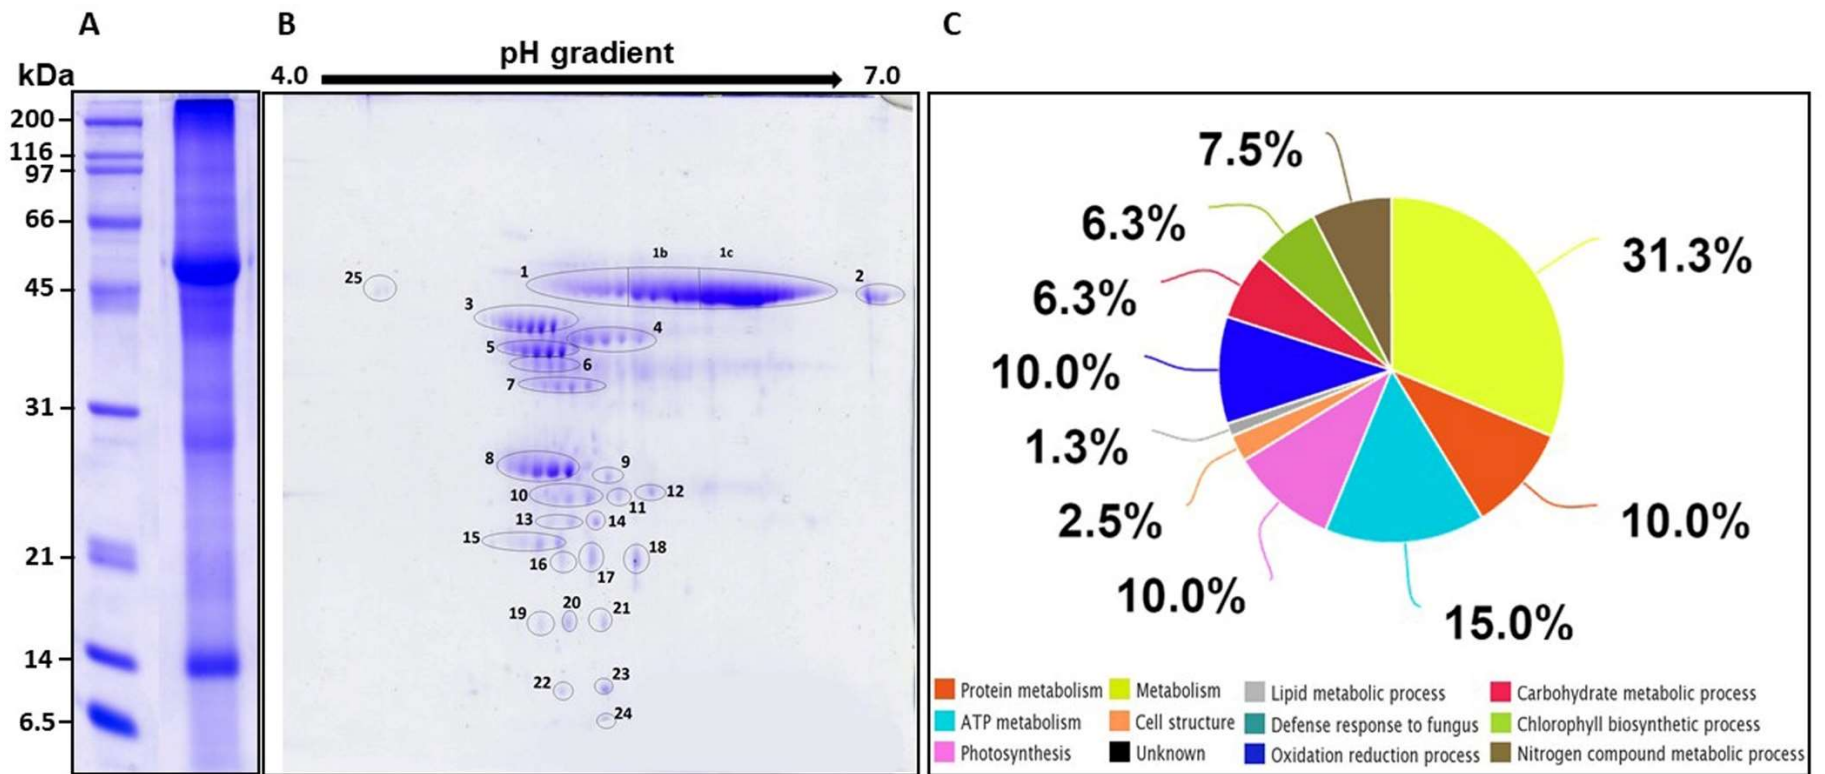 A
B
C
kDa
pH gradient
4.0
7.0
200
116
97
66
45
31
21
14
6.5
1b
1c
25
1
2
3
4
5
6
7
8
9
10
11
12
13
14
15
16
17
18
19
20
21
22
23
24
7.5%
6.3%
31.3%
6.3%
10.0%
1.3%
2.5%
10.0%
10.0%
15.0%
Protein metabolism
Metabolism
Lipid metabolic process
Carbohydrate metabolic process
ATP metabolism
Cell structure
Defense response to fungus
Chlorophyll biosynthetic process
Photosynthesis
Unknown
Oxidation reduction process
Nitrogen compound metabolic process